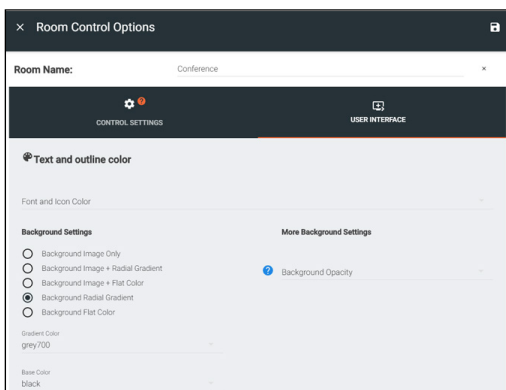 × Room Control Options
Room Name: Conference ×
CONTROL SETTINGS ?
USER INTERFACE
Text and outline color
Font and Icon Color
Background Settings
Background Image Only
Background Image + Radial Gradient
Background Image + Flat Color
Background Radial Gradient
Background Flat Color
More Background Settings
? Background Opacity
Gradient Color
grey700
Base Color
black